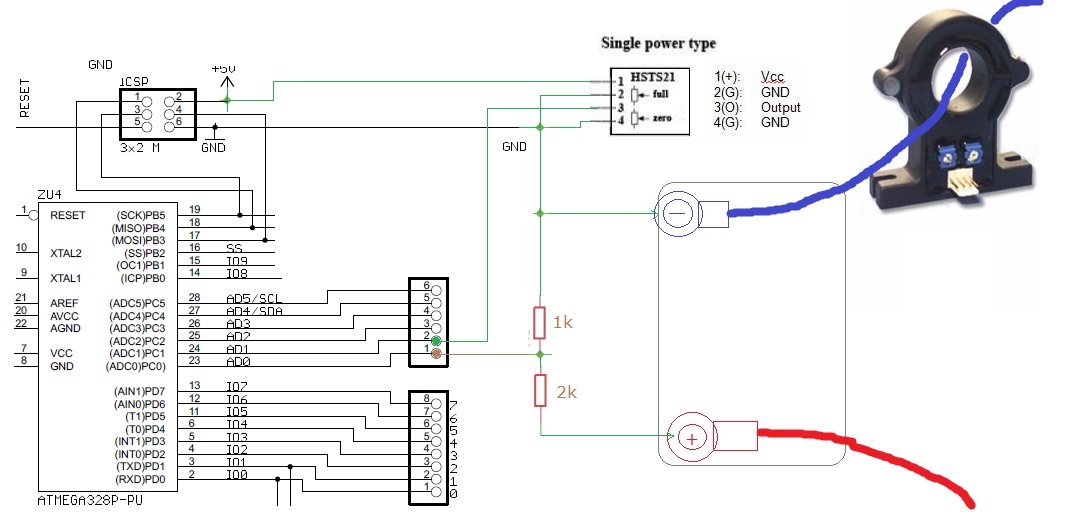 Single power type
GND
+5V
RESET
ICSP
1 2
3 4
5 6
3x2 M
GND
GND
1 HSTS21
2 full
3
4 zero
1(+): Vcc
2(G): GND
3(O): Output
4(G): GND
ZU4
1 RESET (SCK)PB5 19
(MISO)PB4 18
(MOSI)PB3 17
10 XTAL2 (SS)PB2 16 SS
(OC1)PB1 15 IO9
9 XTAL1 (ICP)PB0 14 IO8
21 AREF (ADC5)PC5 28 AD5/SCL
20 AVCC (ADC4)PC4 27 AD4/SDA
22 AGND (ADC3)PC3 26 AD3
(ADC2)PC2 25 AD2
7 VCC (ADC1)PC1 24 AD1
8 GND (ADC0)PC0 23 AD0
(AIN1)PD7 13 IO7
(AIN0)PD6 12 IO6
(T1)PD5 11 IO5
(T0)PD4 6 IO4
(INT1)PD3 5 IO3
(INT0)PD2 4 IO2
(TXD)PD1 3 IO1
(RXD)PD0 2 IO0
ATMEGA328P-PU
6
5
4
3
2
1
8 7
7 6
6 5
5 4
4 3
3 2
2 1
1 0
1k
2k
−
+